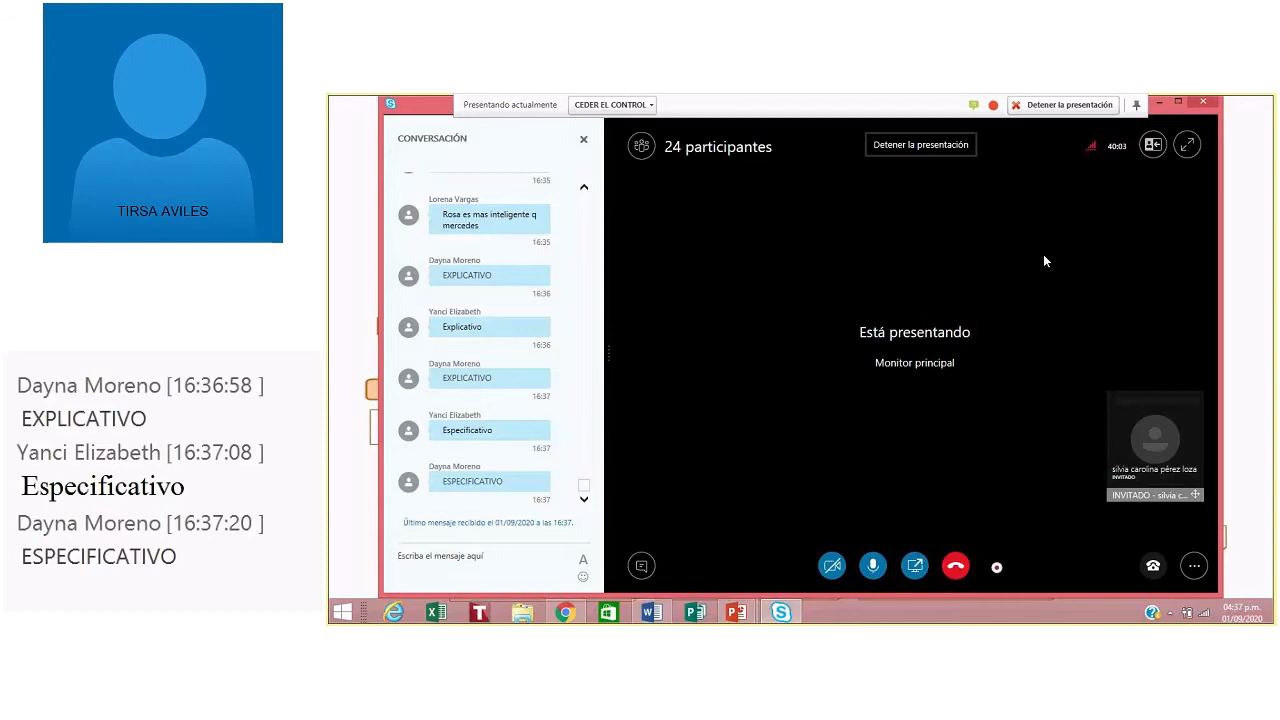 TIRSA AVILES
Dayna Moreno [16:36:58 ]
EXPLICATIVO
Yanci Elizabeth [16:37:08 ]
Especificativo
Dayna Moreno [16:37:20 ]
ESPECIFICATIVO
Presentando actualmente
CEDER EL CONTROL
Detener la presentación
CONVERSACIÓN
16:35
Lorena Vargas
Rosa es mas inteligente q
mercedes
16:35
Dayna Moreno
EXPLICATIVO
16:36
Yanci Elizabeth
Explicativo
16:36
Dayna Moreno
EXPLICATIVO
16:37
Yanci Elizabeth
Especificativo
16:37
Dayna Moreno
ESPECIFICATIVO
16:37
Último mensaje recibido el 01/09/2020 a las 16:37.
Escriba el mensaje aquí
24 participantes
Detener la presentación
40:03
Está presentando
Monitor principal
silvia carolina pérez loza
INVITADO
INVITADO - silvia c...
04:37 p.m.
01/09/2020